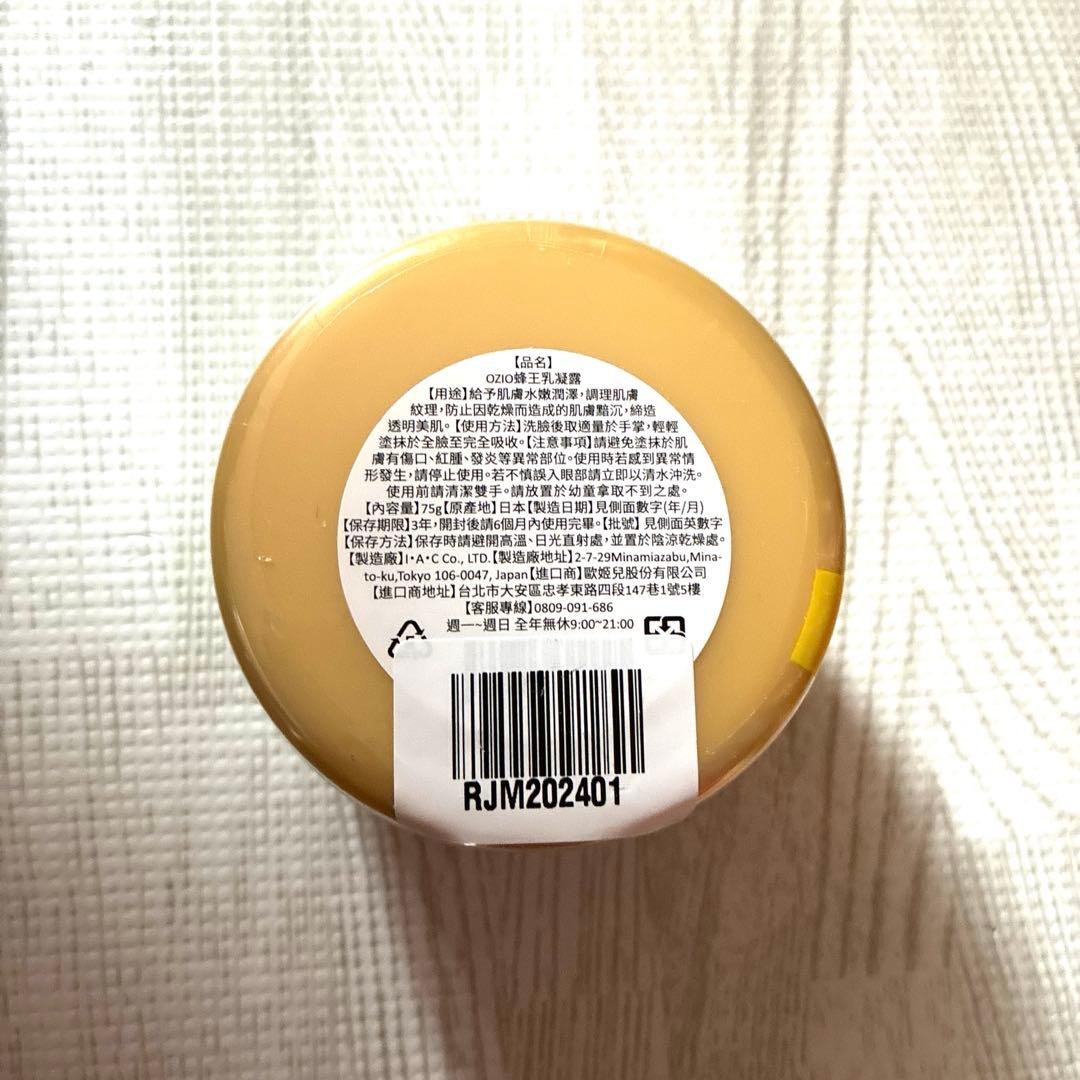 【品名】
OZIO蜂王乳凝露
【用途】給予肌膚水嫩潤澤,調理肌膚
紋理,防止因乾燥而造成的肌膚黯沉,締造
透明美肌。【使用方法】洗臉後取適量於手掌,輕輕
塗抹於全臉至完全吸收。【注意事項】請避免塗抹於肌
膚有傷口、紅腫、發炎等異常部位。使用時若感到異常情
形發生,請停止使用。若不慎誤入眼部請立即以清水沖洗。
使用前請清潔雙手。請放置於幼童拿取不到之處。
【內容量】75g【原產地】日本【製造日期】見側面數字(年/月)
【保存期限】3年,開封後請6個月內使用完畢。【批號】見側面英數字
【保存方法】保存時請避開高溫、日光直射處,並置於陰涼乾燥處。
【製造廠】I・A・C Co., LTD.【製造廠地址】2-7-29Minamiazabu,Mina-
to-ku,Tokyo 106-0047, Japan【進口商】歐姬兒股份有限公司
【進口商地址】台北市大安區忠孝東路四段147巷1號5樓
【客服專線】0809-091-686
週一~週日 全年無休9:00~21:00
RJM202401